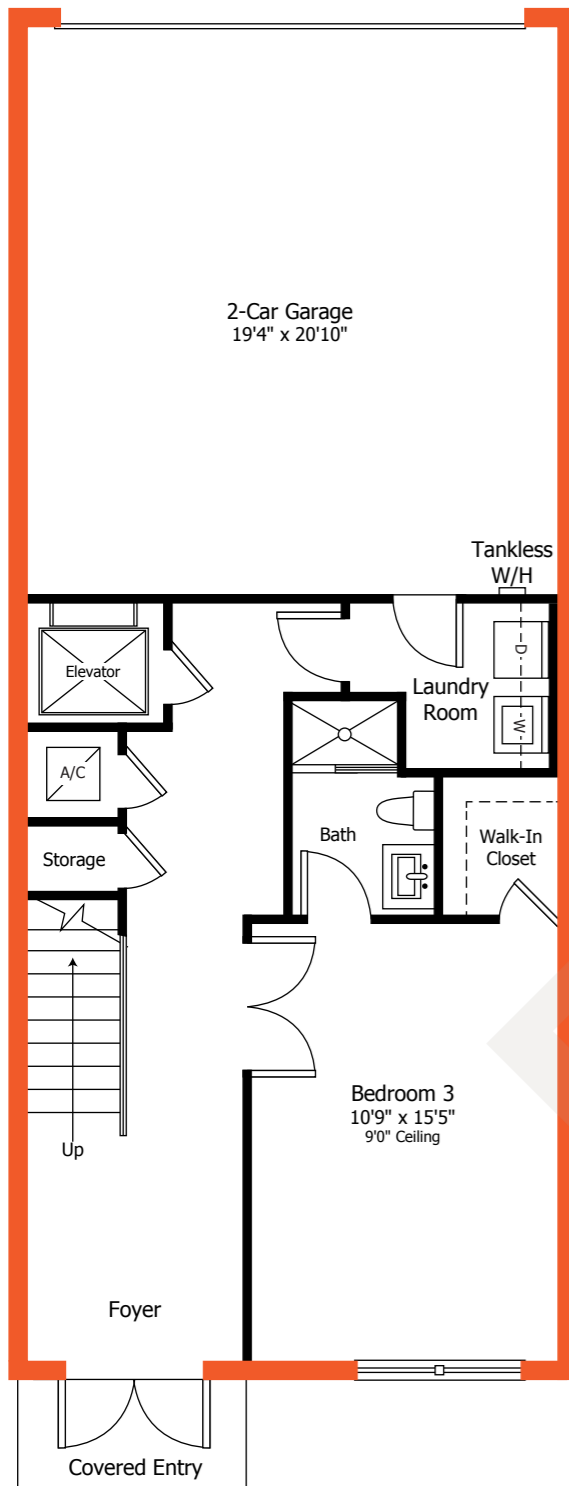 2-Car Garage
19'4" x 20'10"
Tankless
W/H
Elevator
D
Laundry
Room
W
A/C
Bath
Walk-In
Closet
Storage
Bedroom 3
10'9" x 15'5"
9'0" Ceiling
Up
Foyer
Covered Entry